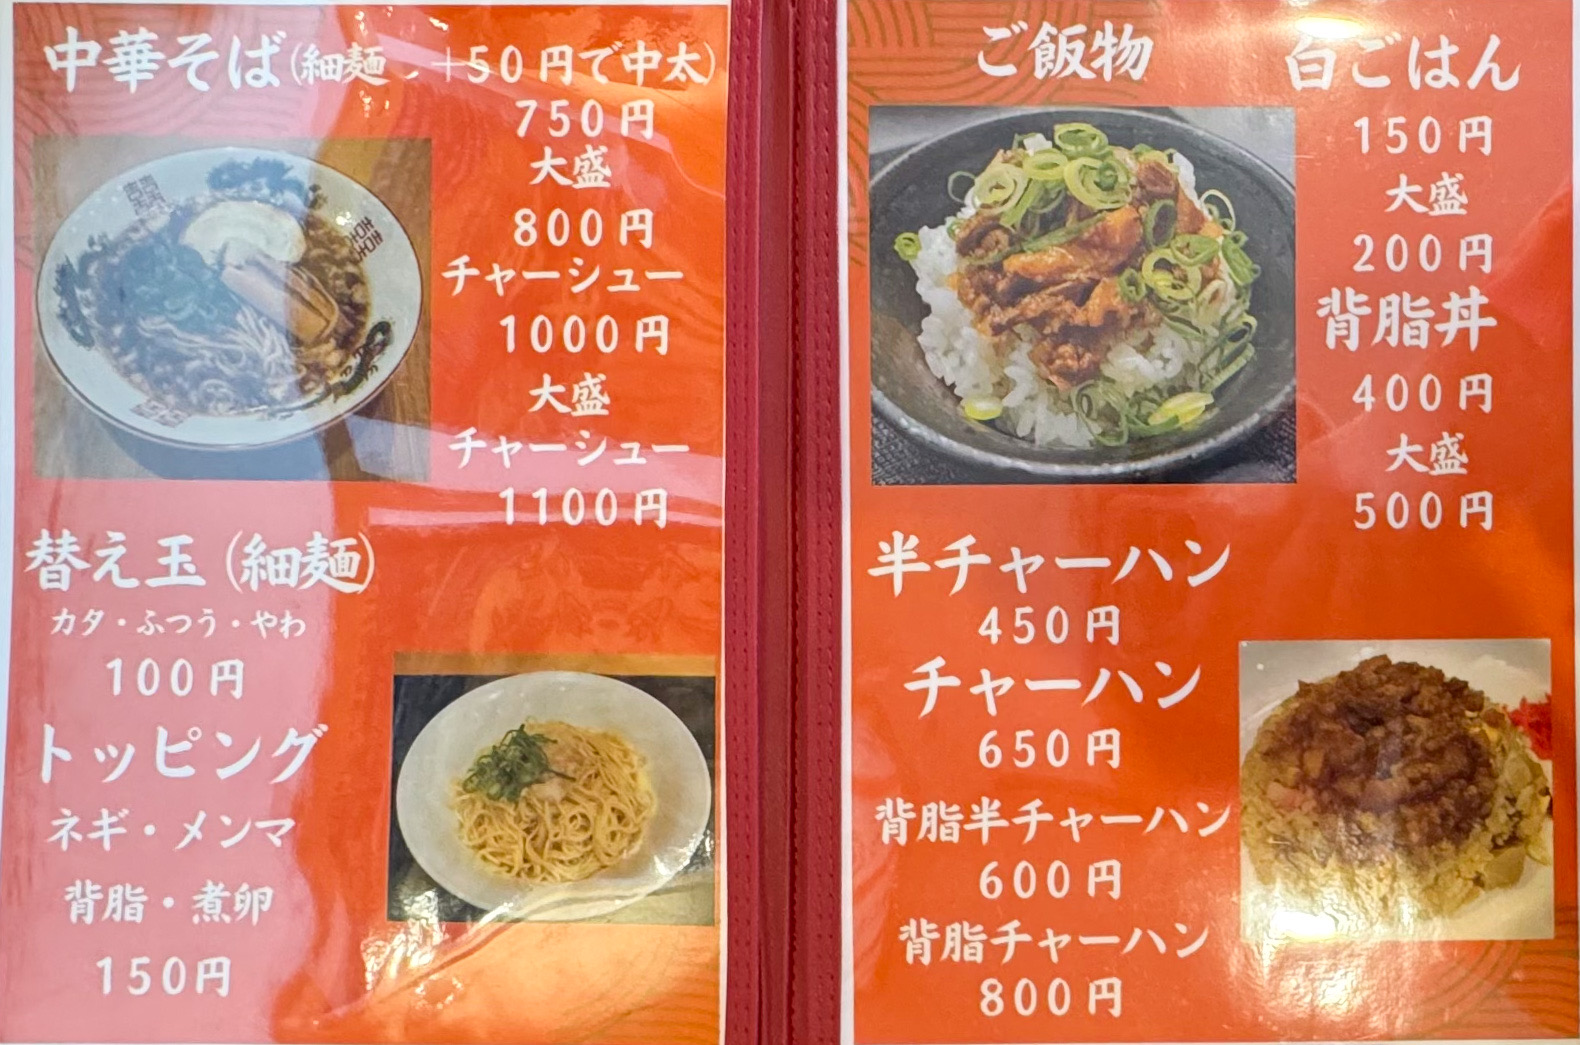 中華そば(細麺 +50円で中太)
750円
大盛
800円
チャーシュー
1000円
大盛
チャーシュー
1100円
替え玉(細麺)
カタ・ふつう・やわ
100円
トッピング
ネギ・メンマ
背脂・煮卵
150円
ご飯物
白ごはん
150円
大盛
200円
背脂丼
400円
大盛
500円
半チャーハン
450円
チャーハン
650円
背脂半チャーハン
600円
背脂チャーハン
800円